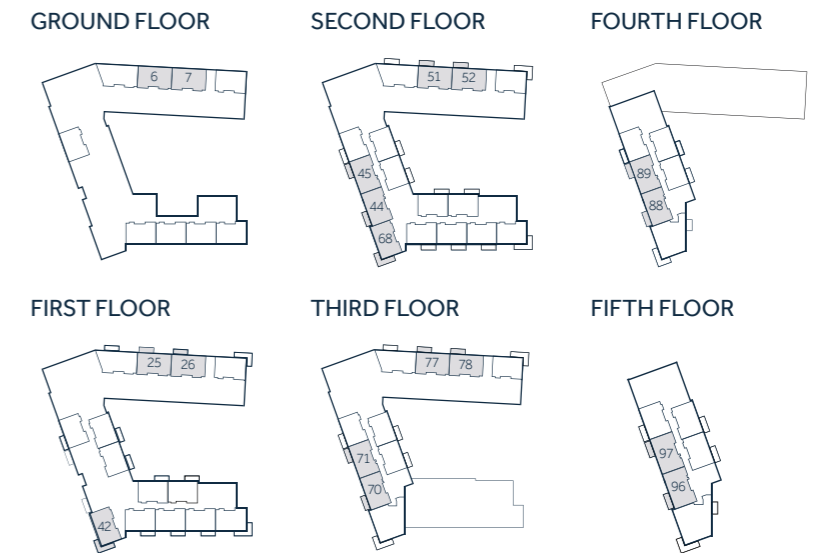 GROUND FLOOR
6 7
SECOND FLOOR
51 52
45
44
68
FOURTH FLOOR
89
88
FIRST FLOOR
25 26
42
THIRD FLOOR
77 78
71
70
FIFTH FLOOR
97
96